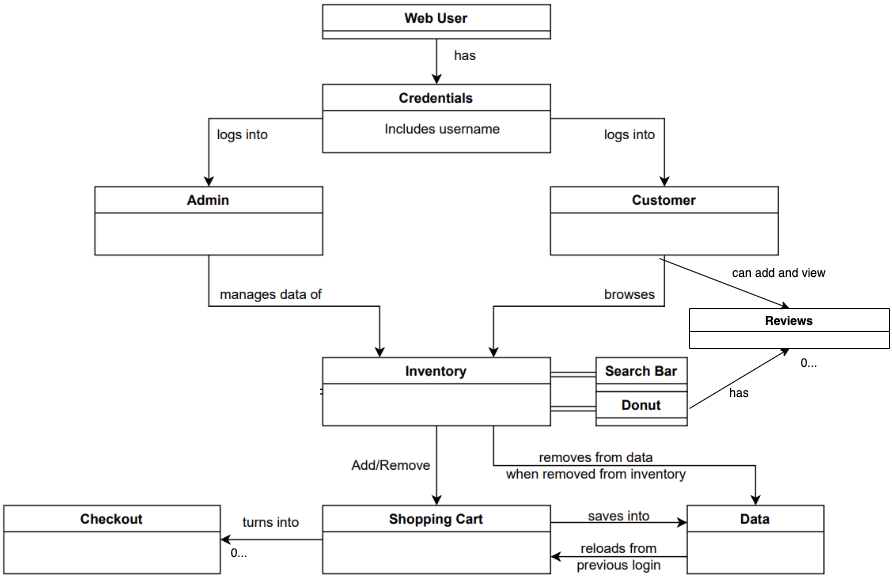 Web User
has
Credentials
Includes username
logs into
logs into
Admin
Customer
can add and view
manages data of
browses
Reviews
0...
Inventory
Search Bar
Donut
has
Add/Remove
removes from data
when removed from inventory
Checkout
turns into
0...
Shopping Cart
saves into
reloads from
previous login
Data